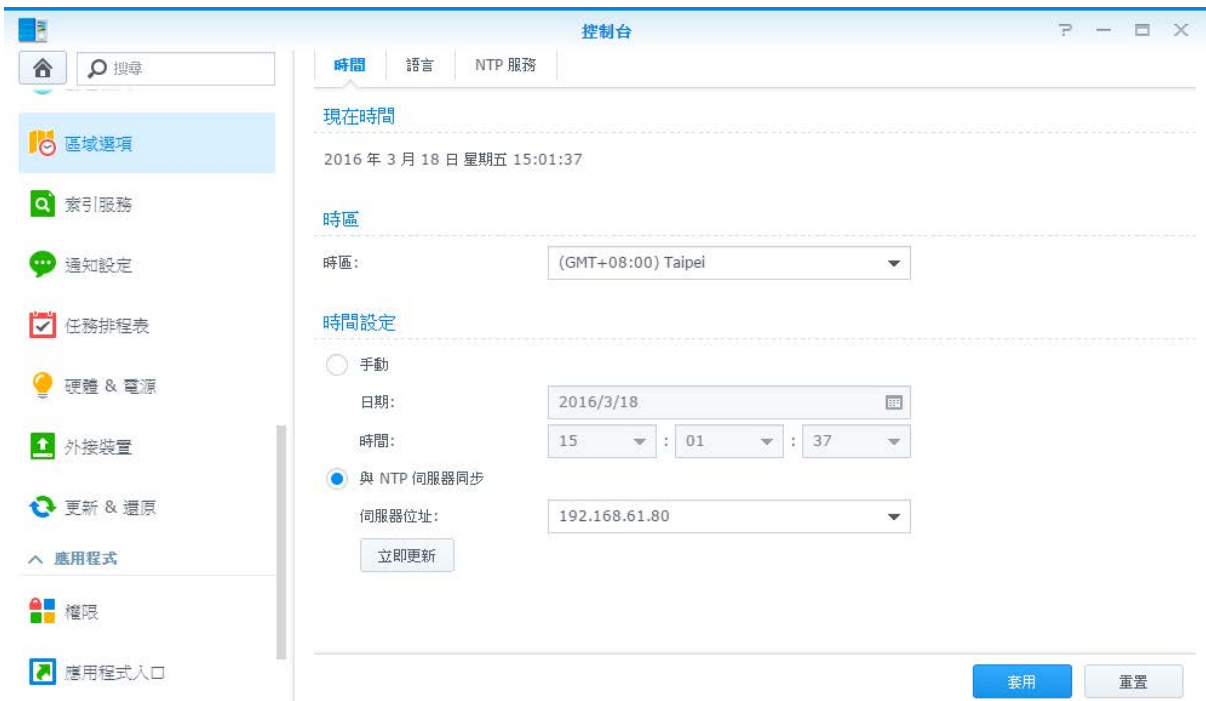 控制台
搜尋
時間 語言 NTP 服務
區域選項
索引服務
通知設定
任務排程表
硬體 & 電源
外接裝置
更新 & 還原
應用程式
權限
應用程式入口
現在時間
2016 年 3 月 18 日 星期五 15:01:37
時區
時區: (GMT+08:00) Taipei
時間設定
手動
日期: 2016/3/18
時間: 15 : 01 : 37
與 NTP 伺服器同步
伺服器位址: 192.168.61.80
立即更新
套用 重置